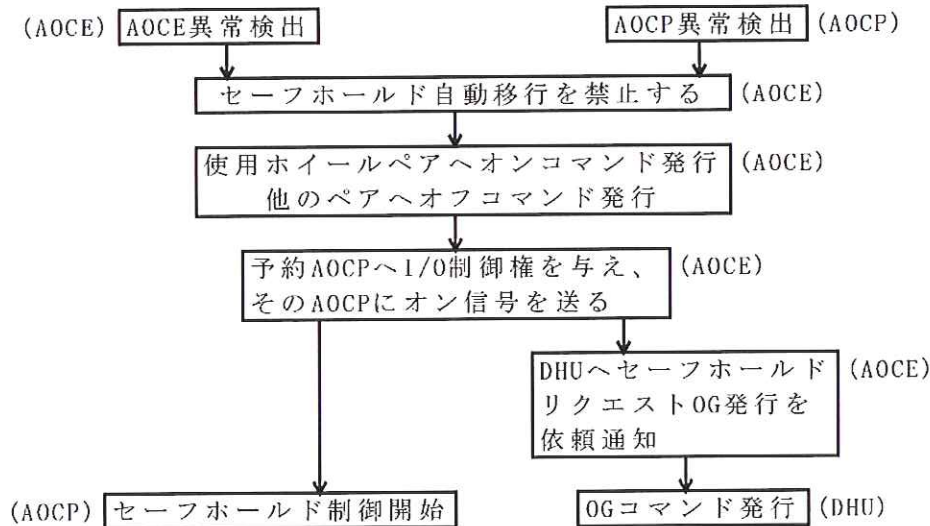 (AOCE) AOCE異常検出
AOCP異常検出 (AOCP)
セーフホールド自動移行を禁止する (AOCE)
使用ホイールペアへオンコマンド発行 (AOCE)
他のペアへオフコマンド発行
予約AOCPへI/O制御権を与え、 (AOCE)
そのAOCPにオン信号を送る
DHUへセーフホールド (AOCE)
リクエストOG発行を
依頼通知
(AOCP) セーフホールド制御開始
OGコマンド発行 (DHU)